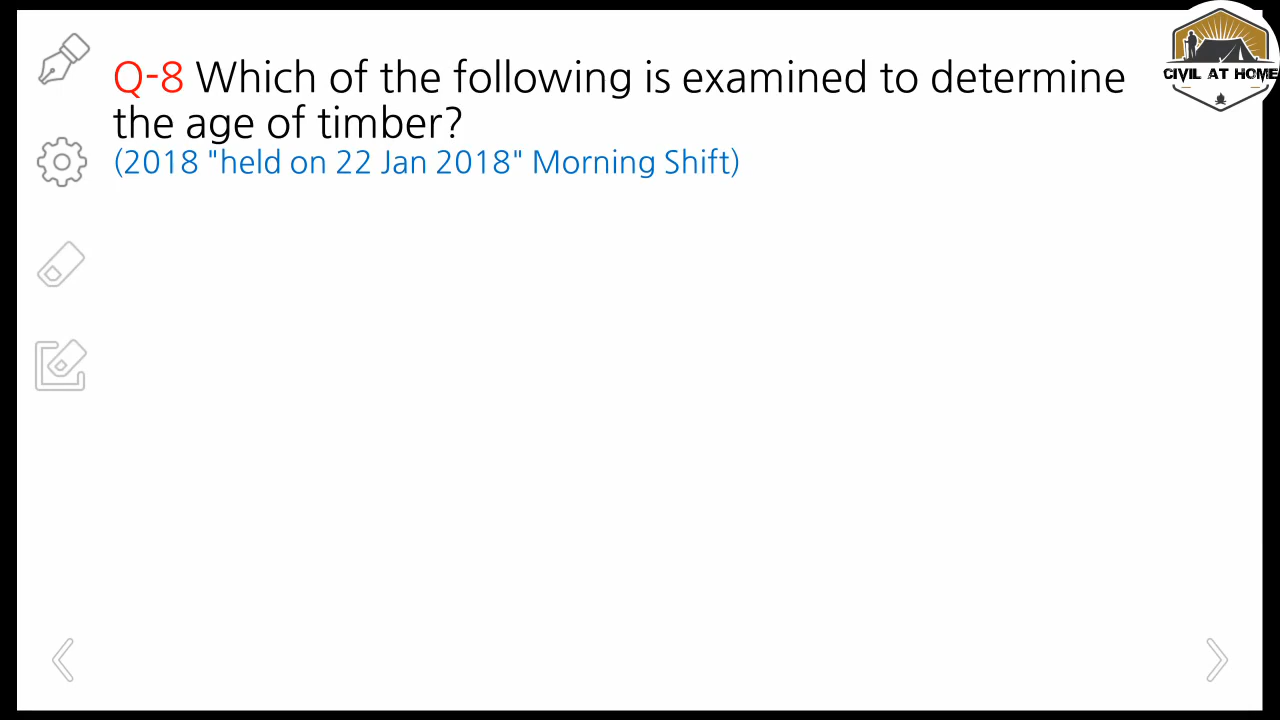 CIVIL AT HOME
Q-8 Which of the following is examined to determine
the age of timber?
(2018 "held on 22 Jan 2018" Morning Shift)